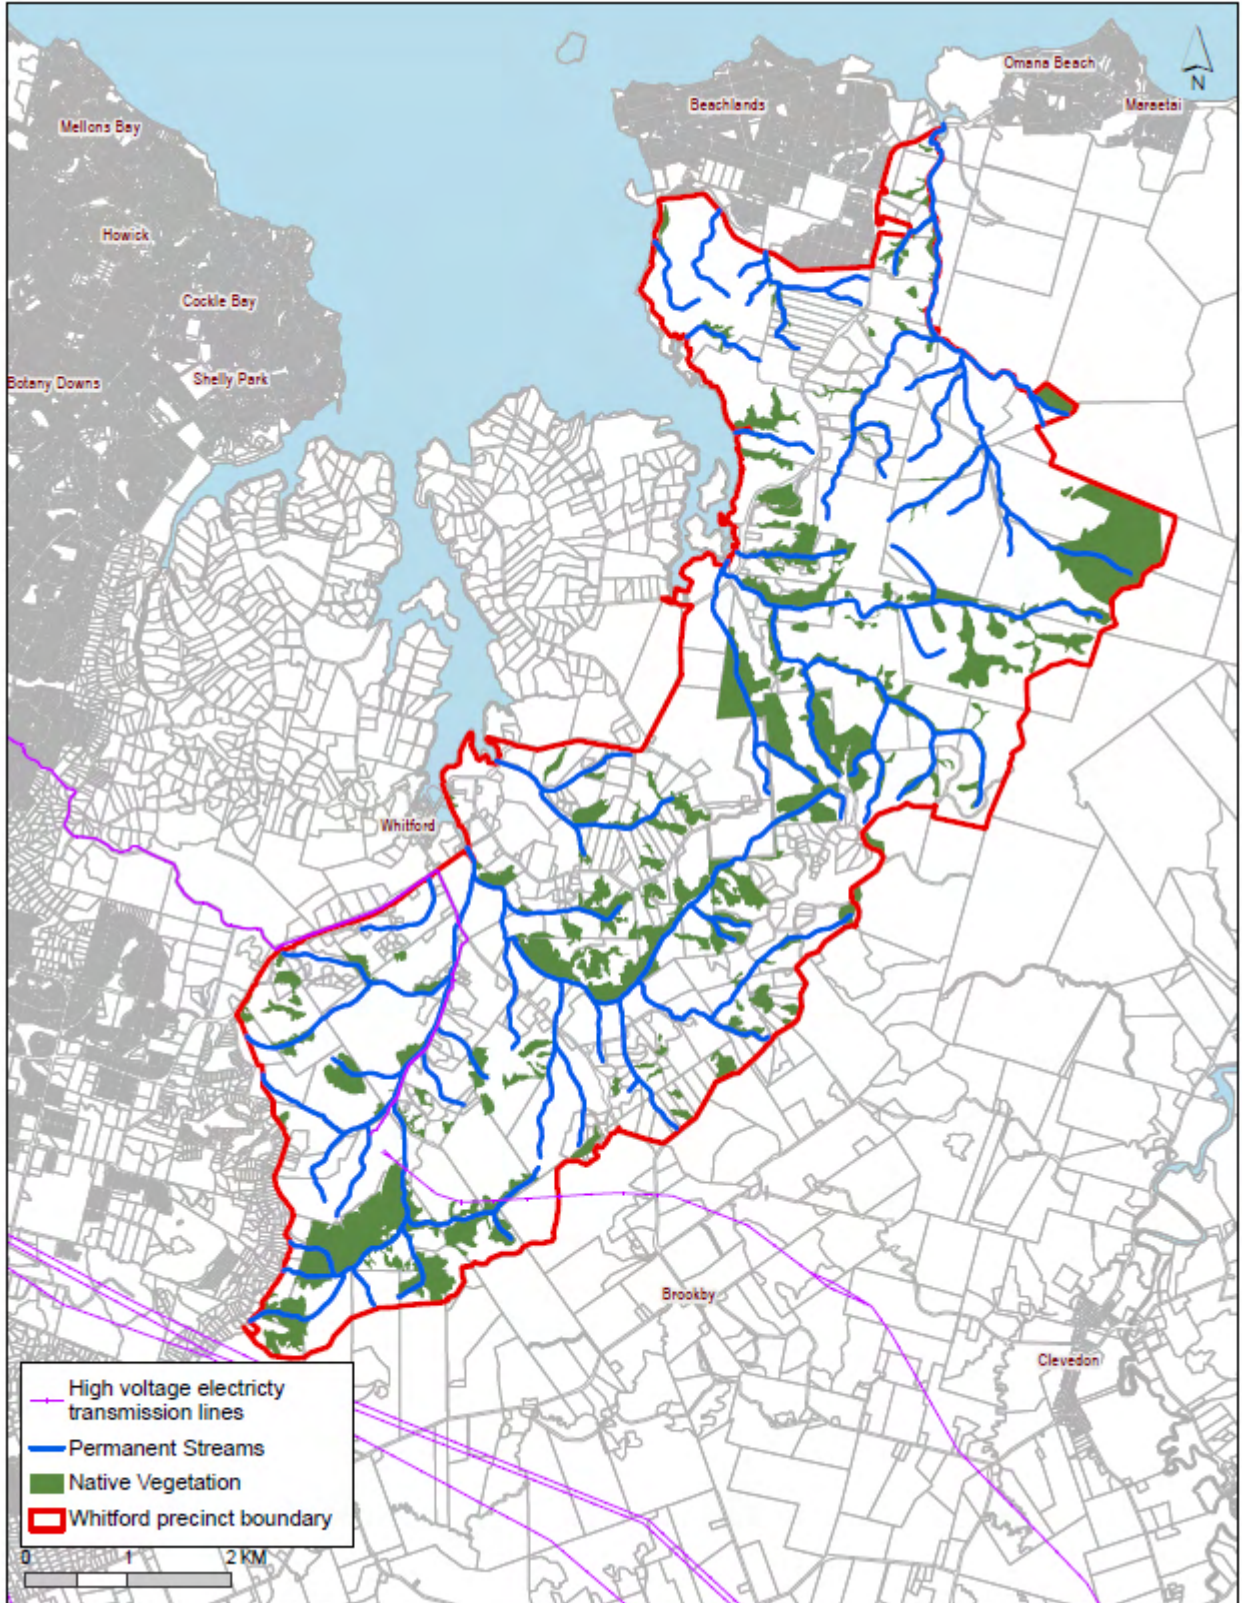 Omana Beach
N
Beachlands
Maraetai
Mellons Bay
Howick
Cockle Bay
Botany Downs
Shelly Park
Whitford
Brookby
Clevedon
High voltage electricty
transmission lines
Permanent Streams
Native Vegetation
Whitford precinct boundary
0 1 2 KM